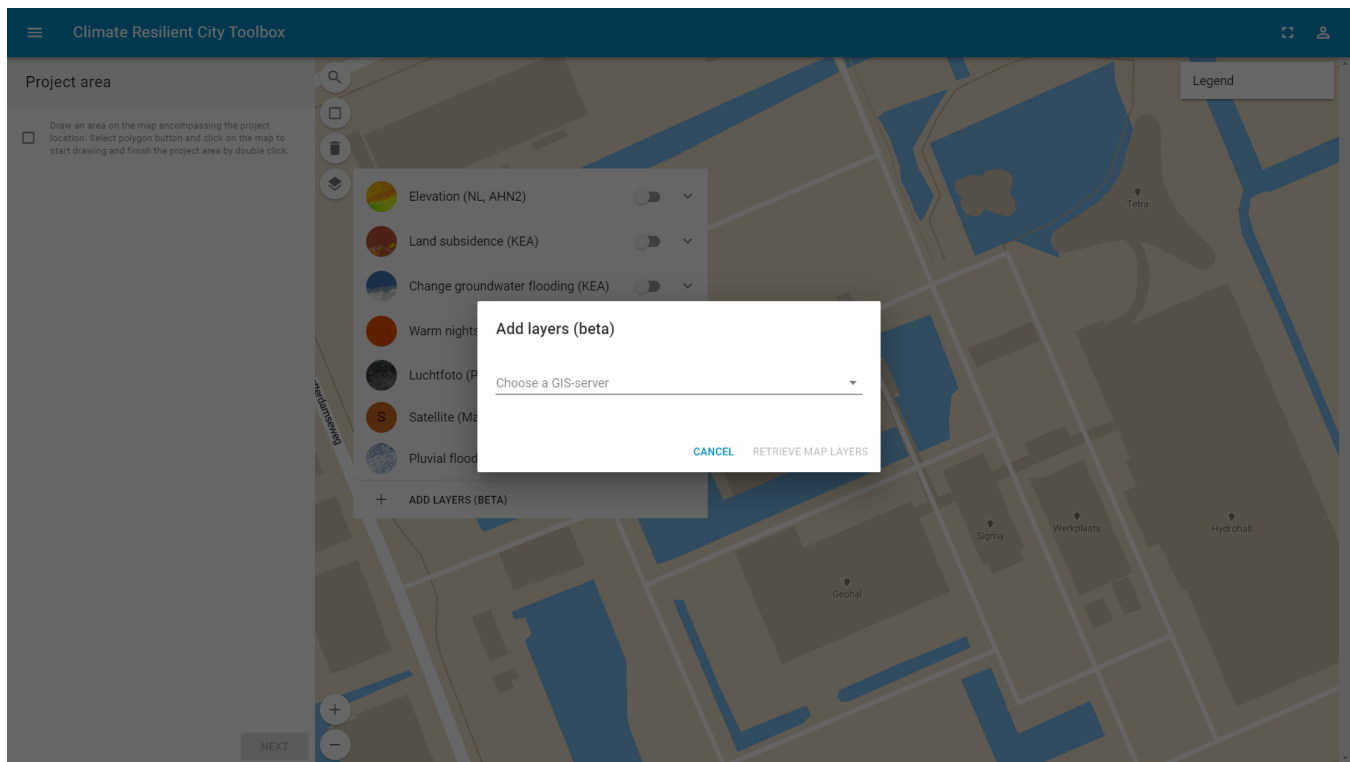 Climate Resilient City Toolbox
Project area
Draw an area on the map encompassing the project
location. Select polygon button and click on the map to
start drawing and finish the project area by double click.
Legend
Elevation (NL, AHN2)
Land subsidence (KEA)
Change groundwater flooding (KEA)
Warm nights
Luchtfoto (P
S
Satellite (Ma
Pluvial flood
+ ADD LAYERS (BETA)
Add layers (beta)
Choose a GIS-server
CANCEL RETRIEVE MAP LAYERS
Tetra
Sigma
Werkplaats
Hydrohall
Geohal
+
−
NEXT